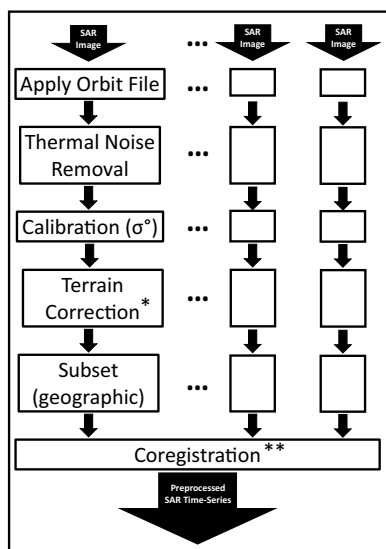 SAR
Image
...
SAR
Image
SAR
Image
Apply Orbit File
...
Thermal Noise
Removal
...
Calibration (σ°)
...
Terrain
Correction*
...
Subset
(geographic)
...
Coregistration**
Preprocessed
SAR Time-Series